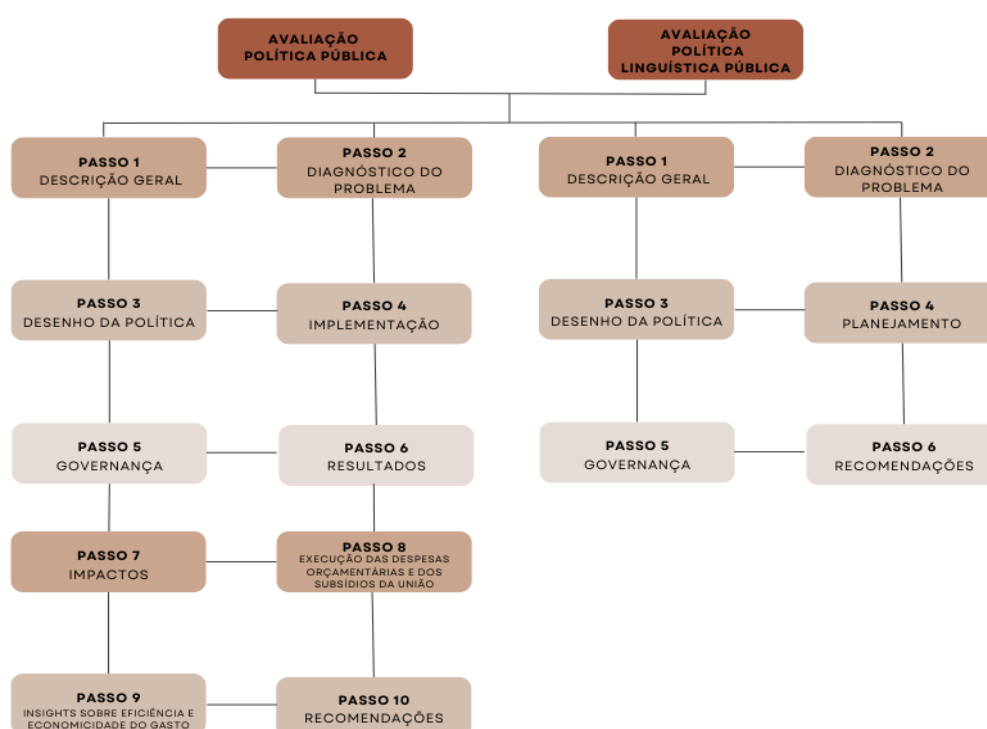 AVALIAÇÃO
POLÍTICA PÚBLICA
AVALIAÇÃO
POLÍTICA
LINGUÍSTICA PÚBLICA
PASSO 1
DESCRIÇÃO GERAL
PASSO 2
DIAGNÓSTICO DO
PROBLEMA
PASSO 3
DESENHO DA POLÍTICA
PASSO 4
IMPLEMENTAÇÃO
PASSO 5
GOVERNANÇA
PASSO 6
RESULTADOS
PASSO 7
IMPACTOS
PASSO 8
EXECUÇÃO DAS DESPESAS
ORÇAMENTÁRIAS E DOS
SUBSÍDIOS DA UNIÃO
PASSO 9
INSIGHTS SOBRE EFICIÊNCIA E
ECONOMICIDADE DO GASTO
PASSO 10
RECOMENDAÇÕES
PASSO 1
DESCRIÇÃO GERAL
PASSO 2
DIAGNÓSTICO DO
PROBLEMA
PASSO 3
DESENHO DA POLÍTICA
PASSO 4
PLANEJAMENTO
PASSO 5
GOVERNANÇA
PASSO 6
RECOMENDAÇÕES